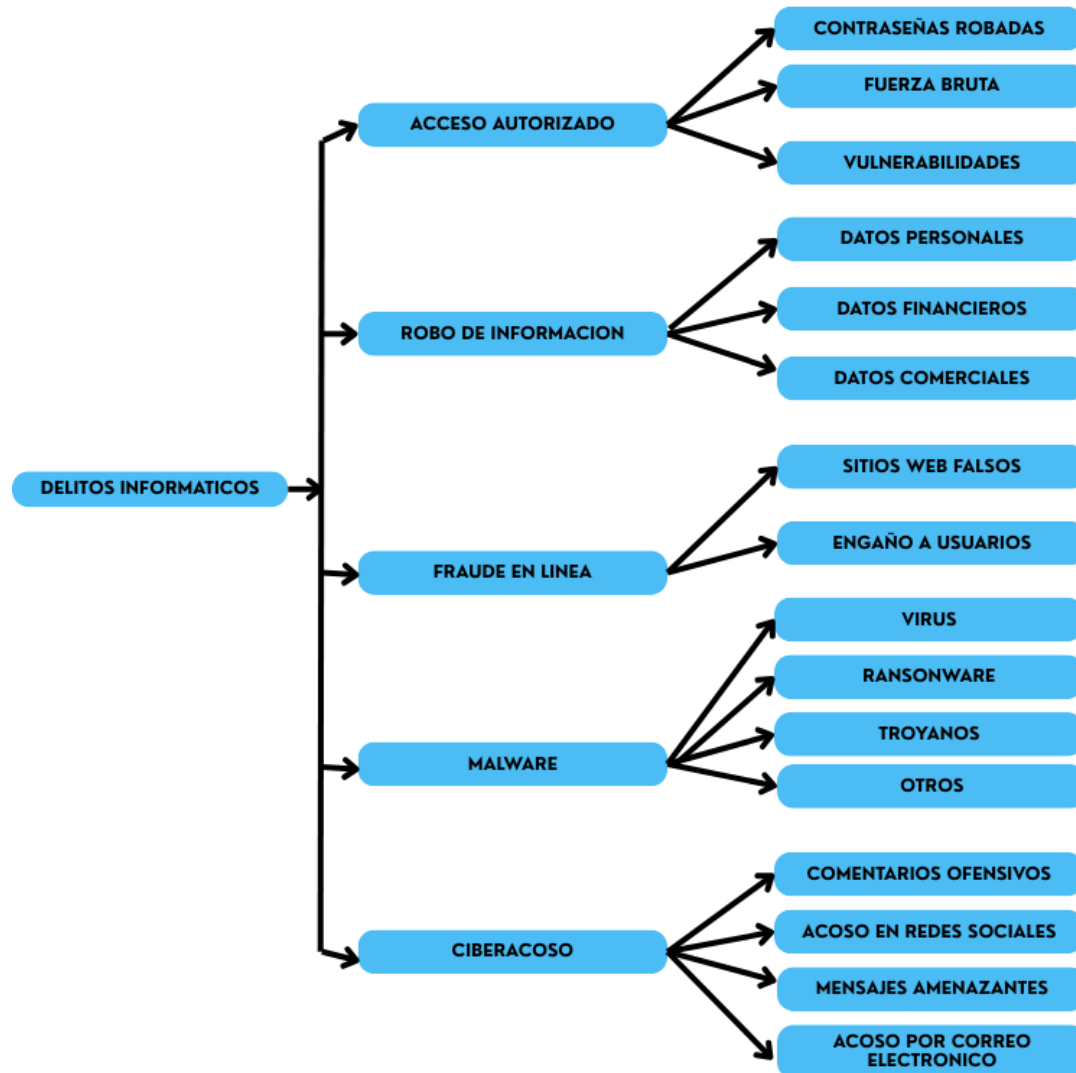 DELITOS INFORMATICOS
ACCESO AUTORIZADO
CONTRASEÑAS ROBADAS
FUERZA BRUTA
VULNERABILIDADES
ROBO DE INFORMACION
DATOS PERSONALES
DATOS FINANCIEROS
DATOS COMERCIALES
FRAUDE EN LINEA
SITIOS WEB FALSOS
ENGAÑO A USUARIOS
MALWARE
VIRUS
RANSONWARE
TROYANOS
OTROS
CIBERACOSO
COMENTARIOS OFENSIVOS
ACOSO EN REDES SOCIALES
MENSAJES AMENAZANTES
ACOSO POR CORREO
ELECTRONICO